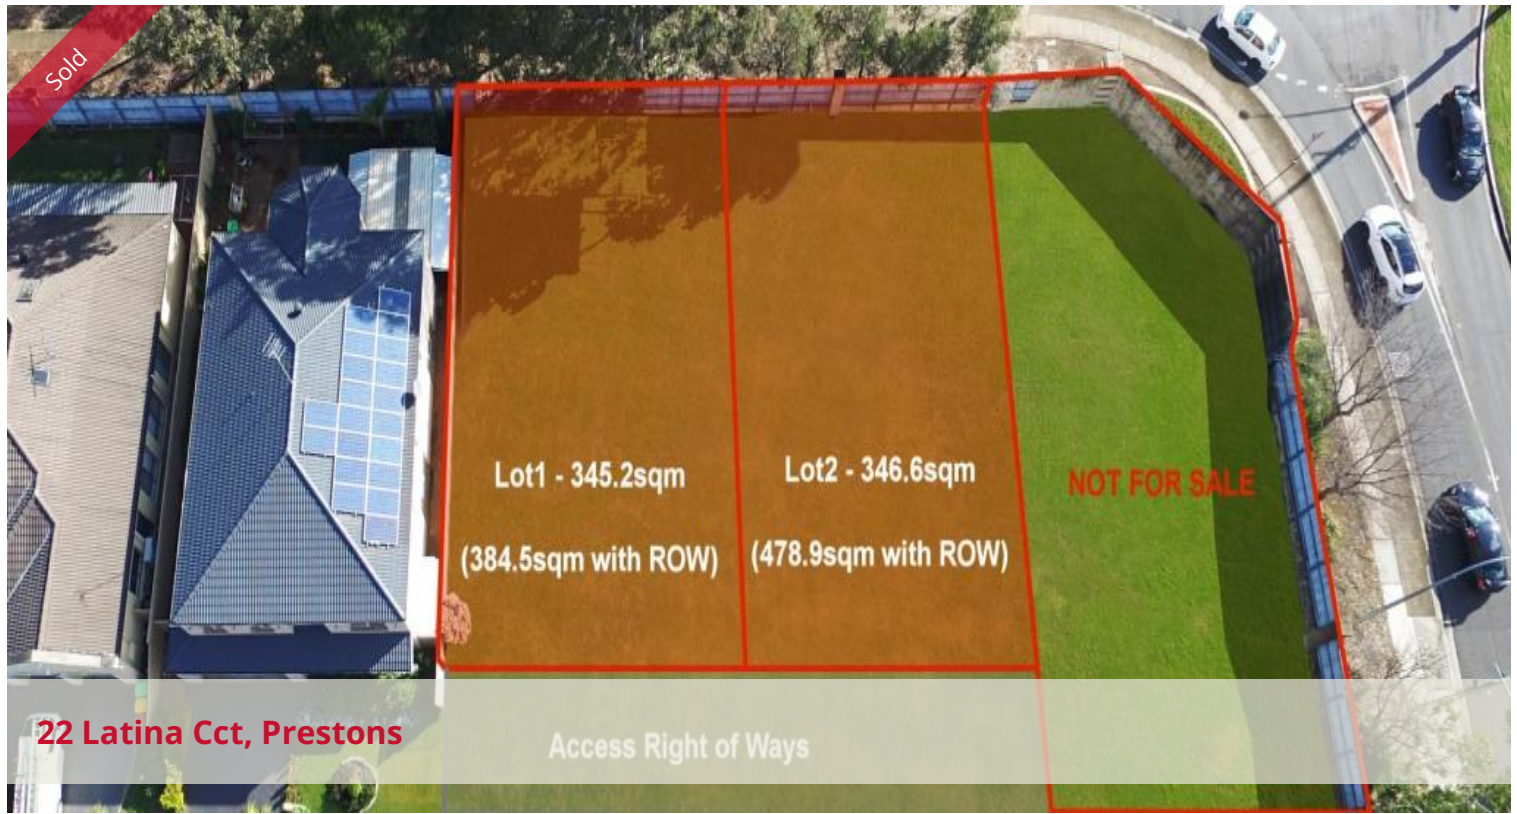 Sold
Lot1 - 345.2sqm
(384.5sqm with ROW)
Lot2 - 346.6sqm
(478.9sqm with ROW)
NOT FOR SALE
22 Latina Cct, Prestons
Access Right of Ways